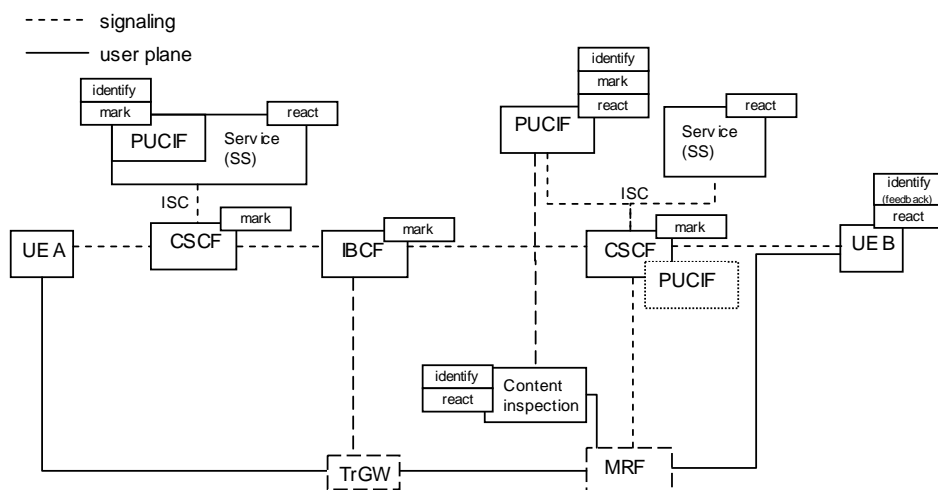 signaling
user plane
identify
mark
PUCIF
Service
(SS)
react
identify
mark
react
PUCIF
Service
(SS)
react
ISC
ISC
identify
(feedback)
react
UE A
CSCF
mark
IBCF
mark
CSCF
mark
PUCIF
UE B
identify
react
Content
inspection
TrGW
MRF